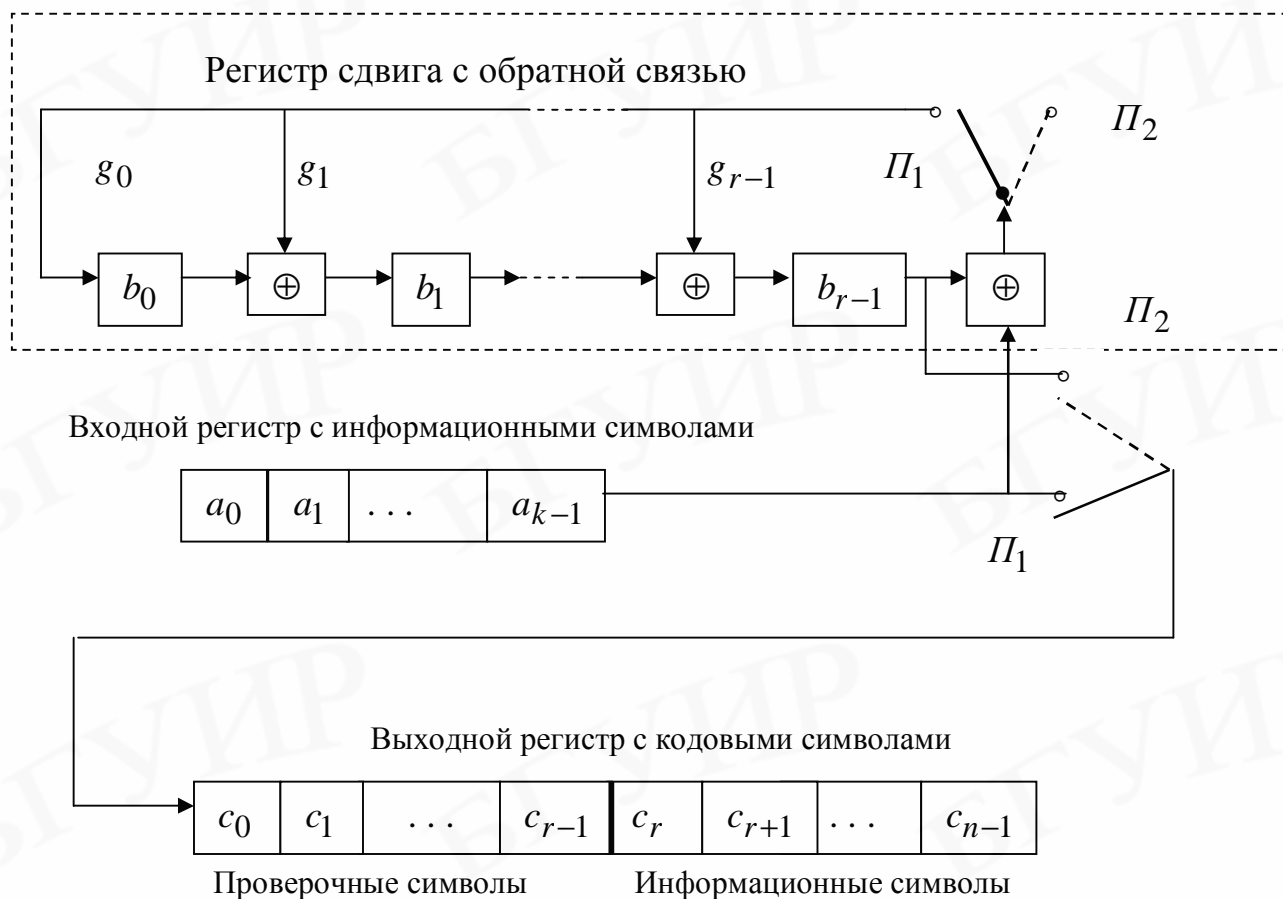 Регистр сдвига с обратной связью
П₂
g₀ g₁ gᵣ₋₁ П₁
b₀ ⊕ b₁ ⊕ bᵣ₋₁ ⊕
П₂
Входной регистр с информационными символами
a₀ a₁ . . . aₖ₋₁
П₁
Выходной регистр с кодовыми символами
c₀ c₁ . . . cᵣ₋₁ cᵣ cᵣ₊₁ . . . cₙ₋₁
Проверочные символы Информационные символы
БГУИР